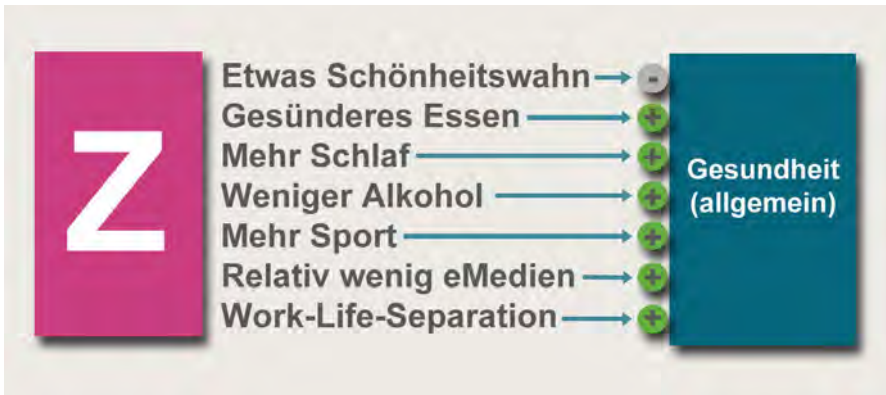 Z
Etwas Schönheitswahn -
Gesünderes Essen +
Mehr Schlaf +
Weniger Alkohol +
Mehr Sport +
Relativ wenig eMedien +
Work-Life-Separation +
Gesundheit
(allgemein)